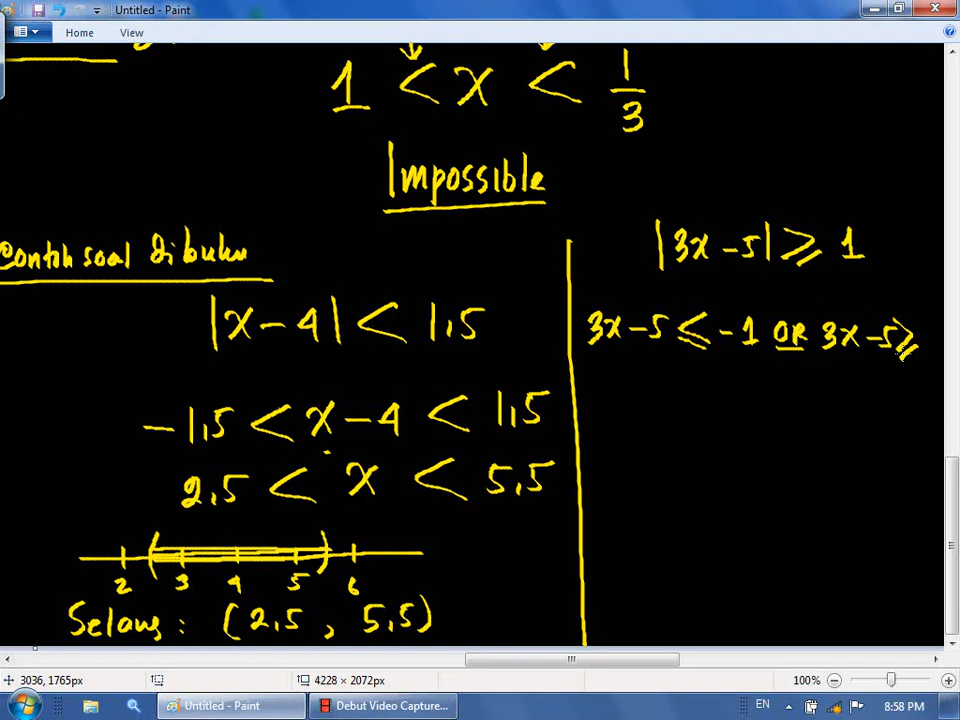 Untitled - Paint
Home View
1 < x < 1/3
Impossible
Contoh soal dibuku
|x - 4| < 1,5
-1,5 < x - 4 < 1,5
2,5 < x < 5,5
2 3 4 5 6
Selang : (2,5 , 5,5)
|3x - 5| ≥ 1
3x - 5 ≤ -1 OR 3x - 5 ≥
3036, 1765px 4228 × 2072px 100%
Untitled - Paint Debut Video Capture... EN 8:58 PM